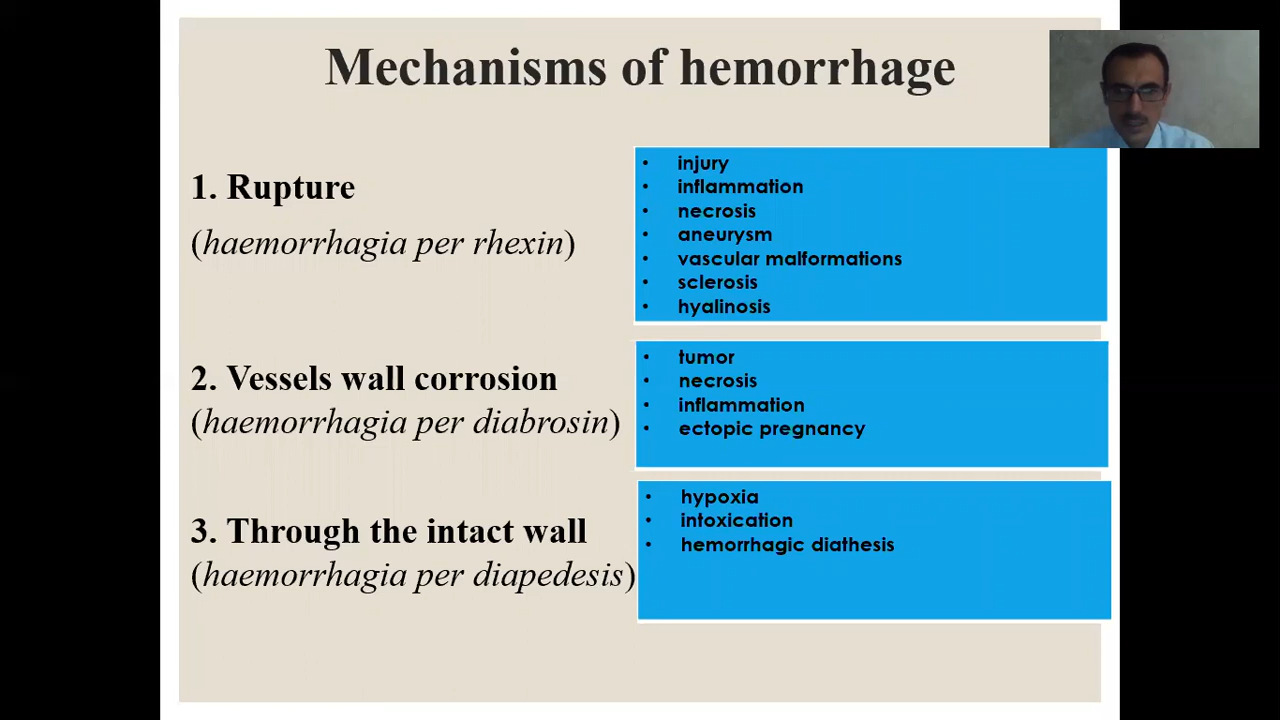 Mechanisms of hemorrhage
1. Rupture
(haemorrhagia per rhexin)
• injury
• inflammation
• necrosis
• aneurysm
• vascular malformations
• sclerosis
• hyalinosis
2. Vessels wall corrosion
(haemorrhagia per diabrosin)
• tumor
• necrosis
• inflammation
• ectopic pregnancy
3. Through the intact wall
(haemorrhagia per diapedesis)
• hypoxia
• intoxication
• hemorrhagic diathesis